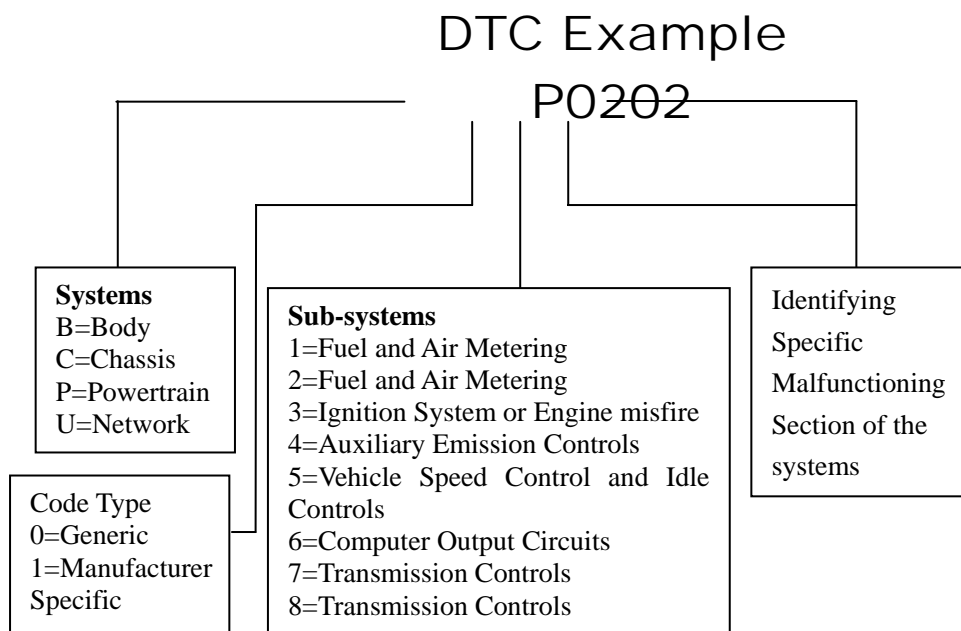 DTC Example
P0202
Systems
B=Body
C=Chassis
P=Powertrain
U=Network
Code Type
0=Generic
1=Manufacturer
Specific
Sub-systems
1=Fuel and Air Metering
2=Fuel and Air Metering
3=Ignition System or Engine misfire
4=Auxiliary Emission Controls
5=Vehicle Speed Control and Idle
Controls
6=Computer Output Circuits
7=Transmission Controls
8=Transmission Controls
Identifying
Specific
Malfunctioning
Section of the
systems